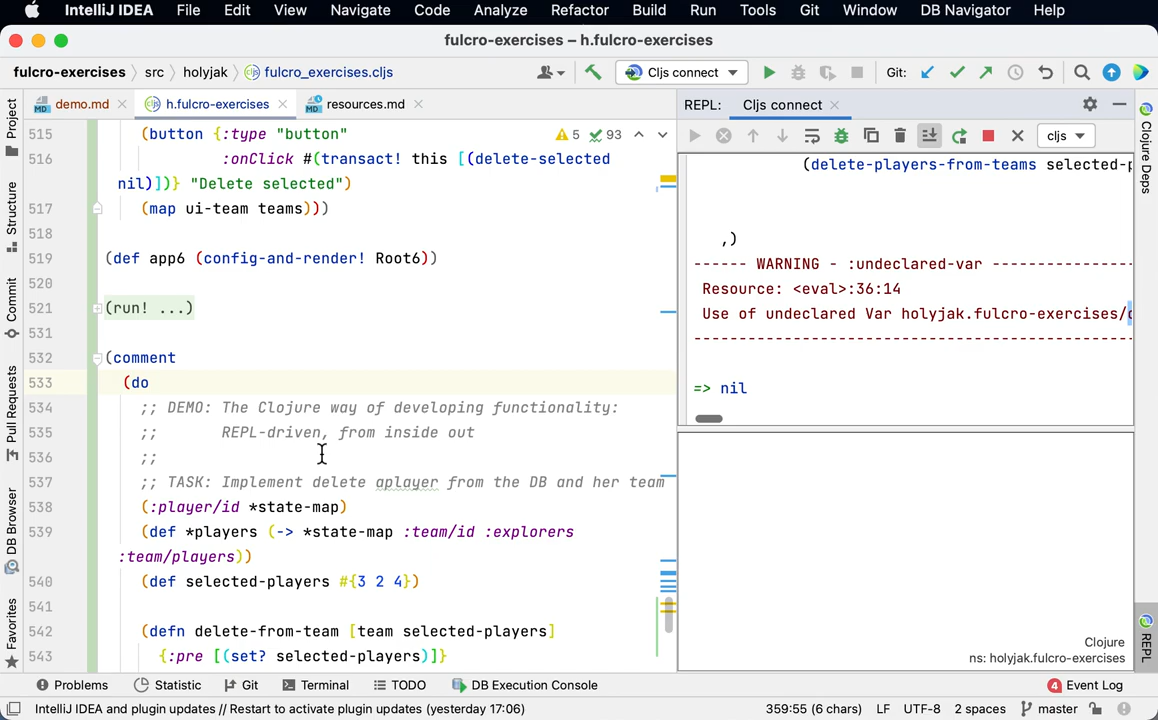 IntelliJ IDEA File Edit View Navigate Code Analyze Refactor Build Run Tools Git Window DB Navigator Help
fulcro-exercises – h.fulcro-exercises
fulcro-exercises src holyjak fulcro_exercises.cljs Cljs connect Git:
demo.md h.fulcro-exercises resources.md REPL: Cljs connect
cljs
Project
Structure
Commit
Pull Requests
DB Browser
Favorites
5 93
515 (button {:type "button"
516 :onClick #(transact! this [(delete-selected
nil)])} "Delete selected")
517 (map ui-team teams)))
518
519 (def app6 (config-and-render! Root6))
520
521 (run! ...)
531
532 (comment
533 (do
534 ;; DEMO: The Clojure way of developing functionality:
535 ;; REPL-driven, from inside out
536 ;;
537 ;; TASK: Implement delete aplayer from the DB and her team
538 (:player/id *state-map)
539 (def *players (-> *state-map :team/id :explorers
:team/players))
540 (def selected-players #{3 2 4})
541
542 (defn delete-from-team [team selected-players]
543 {:pre [(set? selected-players)]}
(delete-players-from-teams selected-p
,)
------ WARNING - :undeclared-var ---------------
Resource: <eval>:36:14
Use of undeclared Var holyjak.fulcro-exercises/
--------------------------------------------------
=> nil
Clojure
ns: holyjak.fulcro-exercises
Clojure Deps
REPL
Problems Statistic Git Terminal TODO DB Execution Console 4 Event Log
IntelliJ IDEA and plugin updates // Restart to activate plugin updates (yesterday 17:06) 359:55 (6 chars) LF UTF-8 2 spaces master